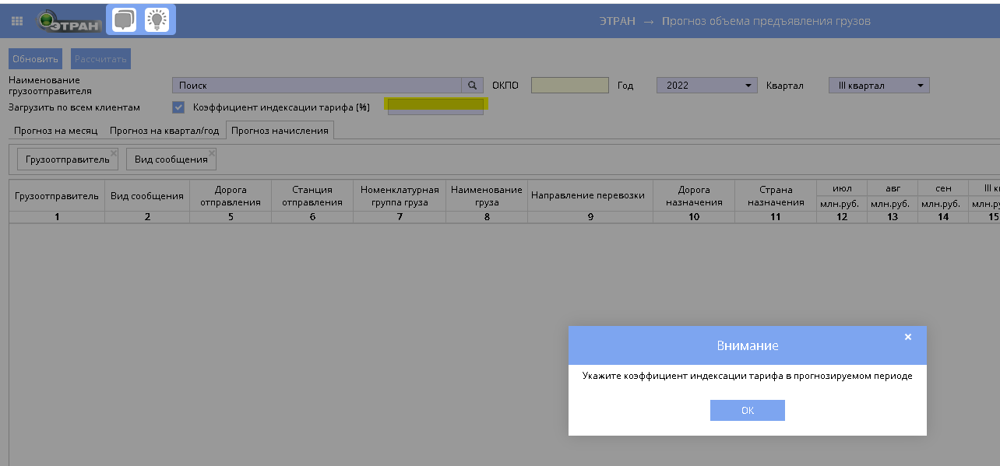 ЭТРАН
ЭТРАН → Прогноз объема предъявления грузов
Обновить Рассчитать
Наименование грузоотправителя
Поиск ОКПО Год 2022 Квартал III квартал
Загрузить по всем клиентам Коэффициент индексации тарифа (%)
Прогноз на месяц Прогноз на квартал/год Прогноз начисления
Грузоотправитель Вид сообщения
Грузоотправитель Вид сообщения Дорога отправления Станция отправления Номенклатурная группа груза Наименование груза Направление перевозки Дорога назначения Страна назначения июл авг сен III к
млн.руб. млн.руб. млн.руб. млн.ру
1 2 5 6 7 8 9 10 11 12 13 14 15
Внимание
Укажите коэффициент индексации тарифа в прогнозируемом периоде
ОК